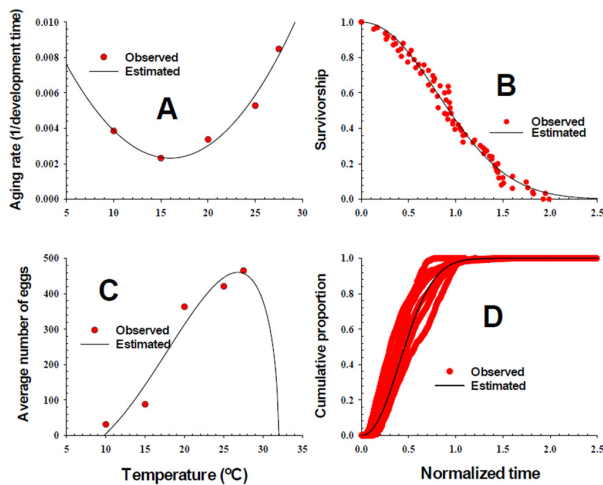 Aging rate (1/development time)
0.010
0.008
0.006
0.004
0.002
0.000
5 10 15 20 25 30
Observed
Estimated
A
Survivorship
1.0
0.8
0.6
0.4
0.2
0.0
0.0 0.5 1.0 1.5 2.0 2.5
B
Observed
Estimated
Average number of eggs
500
450
400
350
300
250
200
150
100
50
0
5 10 15 20 25 30 35
C
Observed
Estimated
Temperature (°C)
Cumulative proportion
1.0
0.8
0.6
0.4
0.2
0.0
0.0 0.5 1.0 1.5 2.0 2.5
D
Observed
Estimated
Normalized time